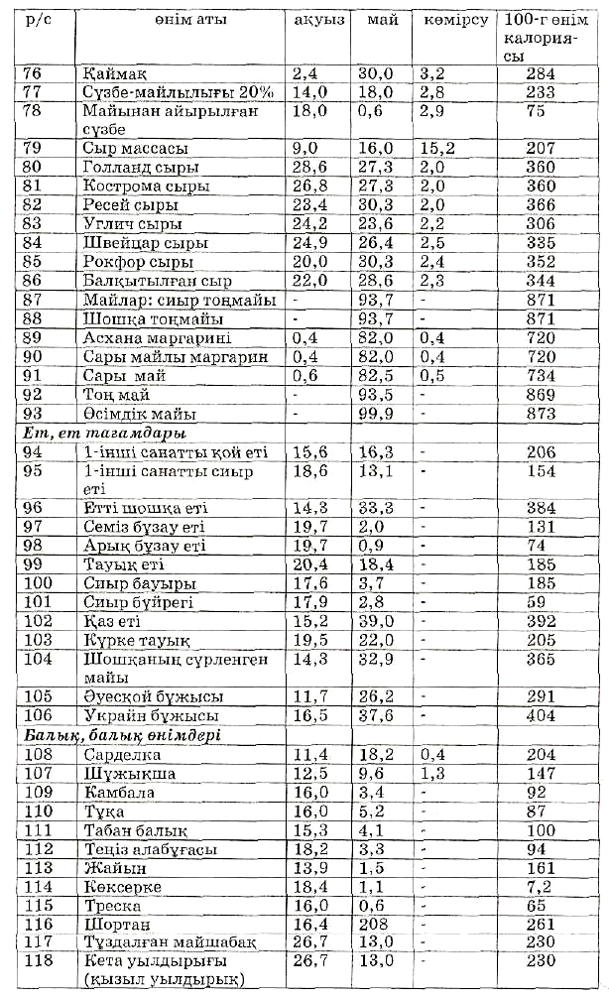 р/с өнім аты ақуыз май көмірсу 100-г өнім
калория-
сы
76 Қаймақ 2,4 30,0 3,2 284
77 Сүзбе-майлылығы 20% 14,0 18,0 2,8 233
78 Майынан айырылған 18,0 0,6 2,9 75
сүзбе
79 Сыр массасы 9,0 16,0 15,2 207
80 Голланд сыры 28,6 27,3 2,0 360
81 Кострома сыры 26,8 27,3 2,0 360
82 Ресей сыры 23,4 30,3 2,0 366
83 Углич сыры 24,2 23,6 2,2 306
84 Швейцар сыры 24,9 26,4 2,5 335
85 Рокфор сыры 20,0 30,3 2,4 352
86 Балқытылған сыр 22,0 28,6 2,3 344
87 Майлар: сиыр тоңмайы - 93,7 - 871
88 Шошқа тоңмайы - 93,7 - 871
89 Асхана маргарині 0,4 82,0 0,4 720
90 Сары майлы маргарин 0,4 82,0 0,4 720
91 Сары май 0,6 82,5 0,5 734
92 Тоң май - 93,5 - 869
93 Өсімдік майы - 99,9 - 873
Ет, ет тағамдары
94 1-інші санатты қой еті 15,6 16,3 - 206
95 1-інші санатты сиыр 18,6 13,1 - 154
еті
96 Етті шошқа еті 14,3 33,3 - 384
97 Семіз бұзау еті 19,7 2,0 - 131
98 Арық бұзау еті 19,7 0,9 - 74
99 Тауық еті 20,4 18,4 - 185
100 Сиыр бауыры 17,6 3,7 - 185
101 Сиыр бүйрегі 17,9 2,8 - 59
102 Қаз еті 15,2 39,0 - 392
103 Күрке тауық 19,5 22,0 - 205
104 Шошқаның сүрленген 14,3 32,9 - 365
майы
105 Әуесқой бұжысы 11,7 26,2 - 291
106 Украйн бұжысы 16,5 37,6 - 404
Балық, балық өнімдері
108 Сарделка 11,4 18,2 0,4 204
107 Шұжықша 12,5 9,6 1,3 147
109 Камбала 16,0 3,4 - 92
110 Тұқа 16,0 5,2 - 87
111 Табан балық 15,3 4,1 - 100
112 Теңіз алабұғасы 18,2 3,3 - 94
113 Жайын 13,9 1,5 - 161
114 Көксерке 18,4 1,1 - 7,2
115 Треска 16,0 0,6 - 65
116 Шортан 16,4 208 - 261
117 Тұздалған майшабақ 26,7 13,0 - 230
118 Кета уылдырығы 26,7 13,0 - 230
(қызыл уылдырық)